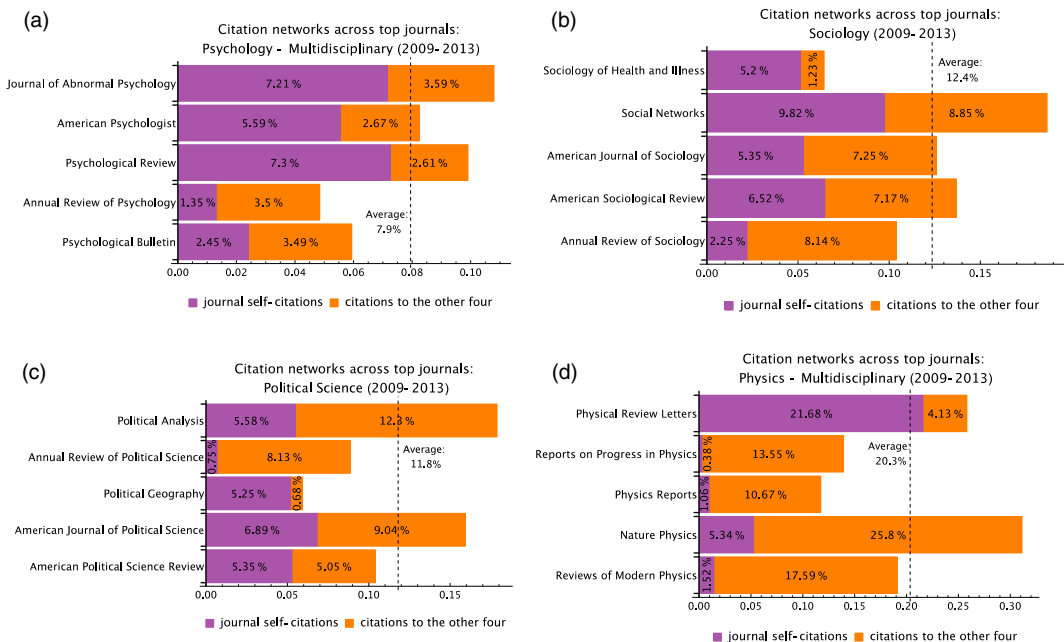 (a)
Citation networks across top journals:
Psychology - Multidisciplinary (2009-2013)
Journal of Abnormal Psychology
7.21 %
3.59 %
American Psychologist
5.59 %
2.67 %
Psychological Review
7.3 %
2.61 %
Annual Review of Psychology
1.35 %
3.5 %
Average:
7.9%
Psychological Bulletin
2.45 %
3.49 %
0.00
0.02
0.04
0.06
0.08
0.10
journal self-citations
citations to the other four
(b)
Citation networks across top journals:
Sociology (2009-2013)
Sociology of Health and Illness
5.2 %
1.23 %
Average:
12.4%
Social Networks
9.82 %
8.85 %
American Journal of Sociology
5.35 %
7.25 %
American Sociological Review
6.52 %
7.17 %
Annual Review of Sociology
2.25 %
8.14 %
0.00
0.05
0.10
0.15
journal self-citations
citations to the other four
(c)
Citation networks across top journals:
Political Science (2009-2013)
Political Analysis
5.58 %
12.3 %
Annual Review of Political Science
0.75 %
8.13 %
Average:
11.8%
Political Geography
5.25 %
0.68 %
American Journal of Political Science
6.89 %
9.04 %
American Political Science Review
5.35 %
5.05 %
0.00
0.05
0.10
0.15
journal self-citations
citations to the other four
(d)
Citation networks across top journals:
Physics - Multidisciplinary (2009-2013)
Physical Review Letters
21.68 %
4.13 %
Average:
20.3%
Reports on Progress in Physics
0.38 %
13.55 %
Physics Reports
1.06 %
10.67 %
Nature Physics
5.34 %
25.8 %
Reviews of Modern Physics
1.52 %
17.59 %
0.00
0.05
0.10
0.15
0.20
0.25
0.30
journal self-citations
citations to the other four